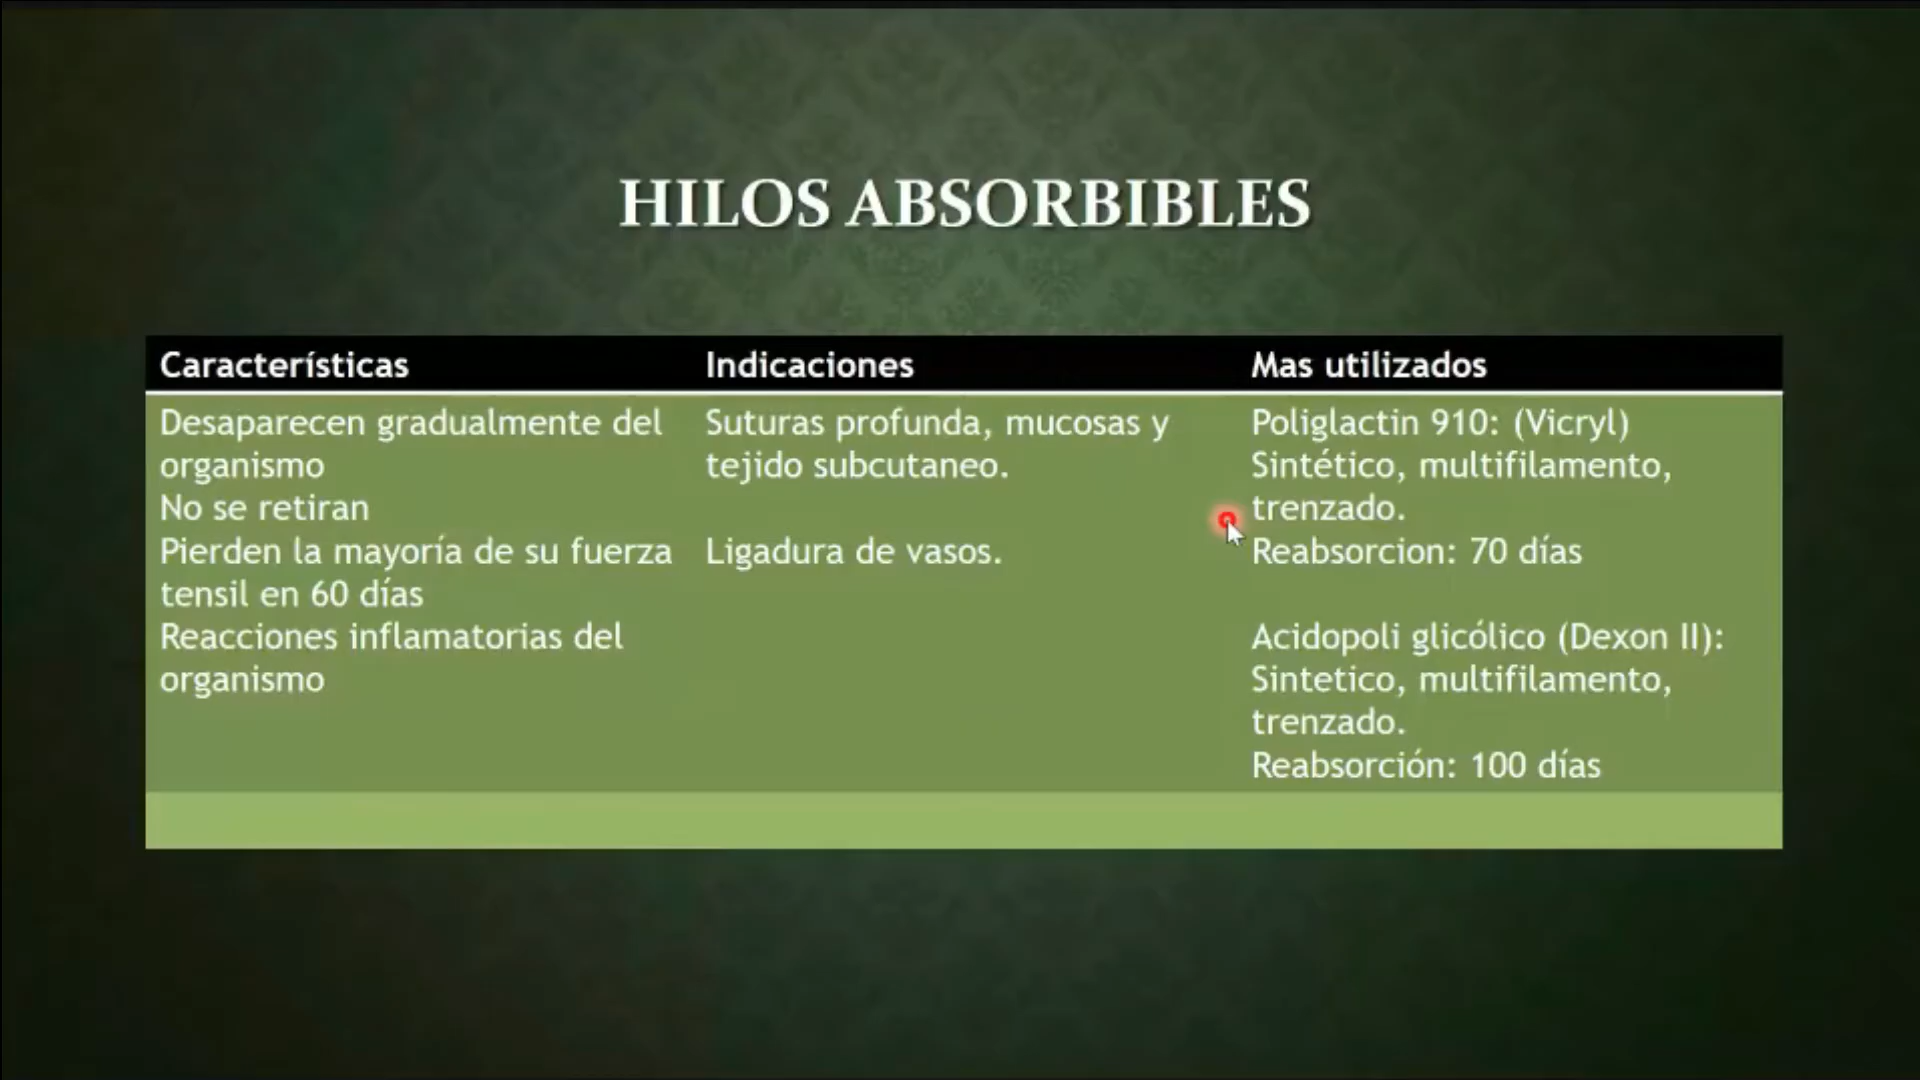 HILOS ABSORBIBLES
Características
Indicaciones
Mas utilizados
Desaparecen gradualmente del
organismo
No se retiran
Pierden la mayoría de su fuerza
tensil en 60 días
Reacciones inflamatorias del
organismo
Suturas profunda, mucosas y
tejido subcutaneo.
Ligadura de vasos.
Poliglactin 910: (Vicryl)
Sintético, multifilamento,
trenzado.
Reabsorcion: 70 días
Acidopoli glicólico (Dexon II):
Sintetico, multifilamento,
trenzado.
Reabsorción: 100 días